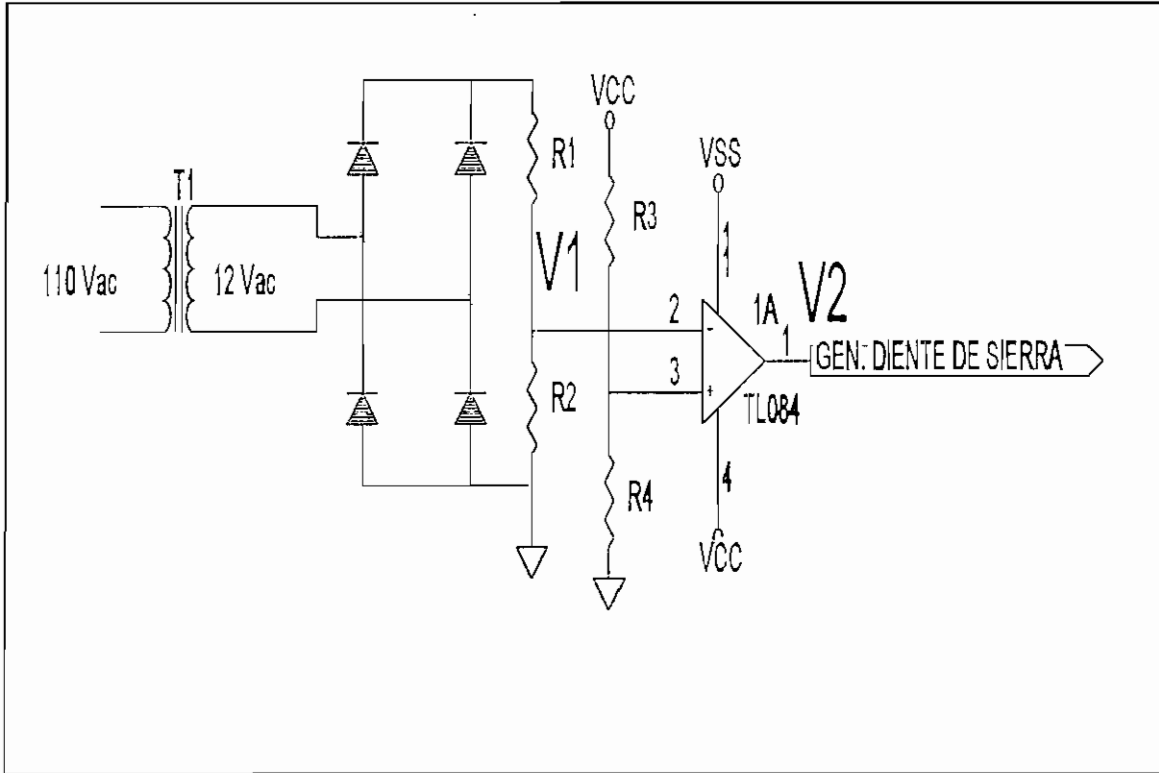 T1
110 Vac
12 Vac
R1
R2
V1
VCC
R3
R4
VSS
11
2
-
3
+
1A
TL084
4
VCC
1
V2
GEN. DIENTE DE SIERRA